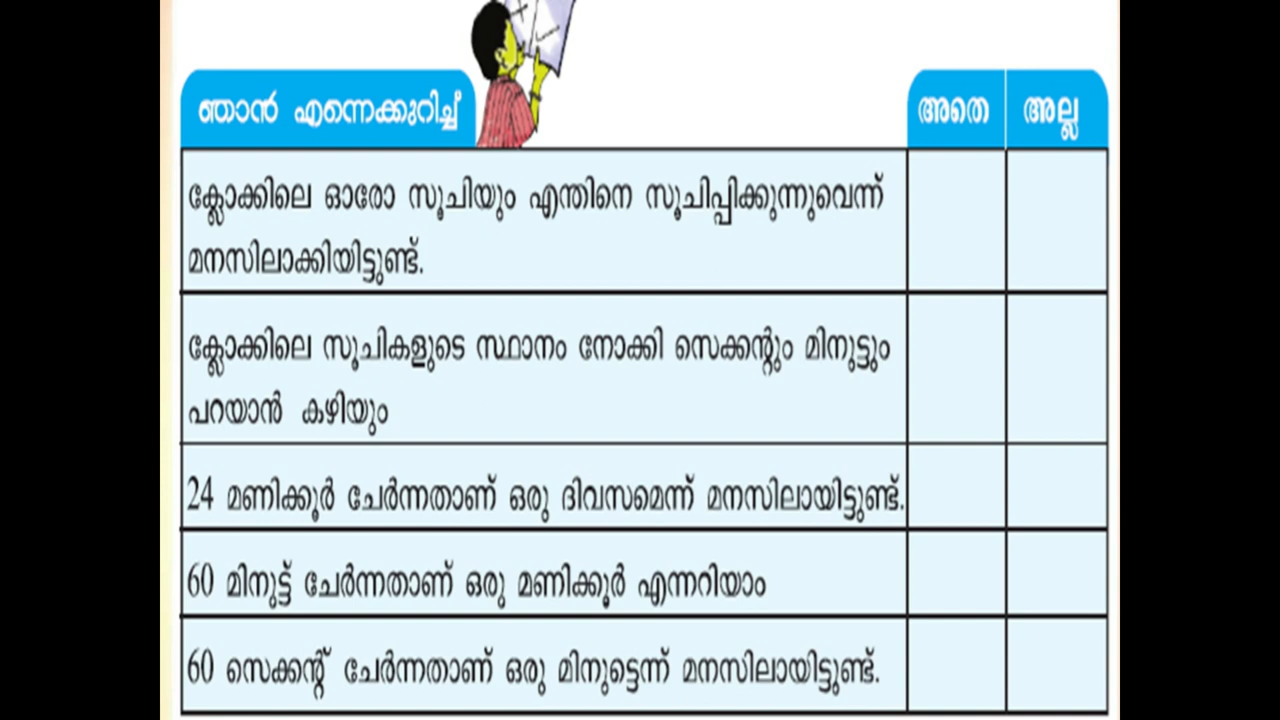 ഞാൻ എന്നെക്കുറിച്ച് അതെ അല്ല
ക്ലോക്കിലെ ഓരോ സൂചിയും എന്തിനെ സൂചിപ്പിക്കുന്നുവെന്ന്
മനസിലാക്കിയിട്ടുണ്ട്.
ക്ലോക്കിലെ സൂചികളുടെ സ്ഥാനം നോക്കി സെക്കന്റും മിനുട്ടും
പറയാൻ കഴിയും
24 മണിക്കൂർ ചേർന്നതാണ് ഒരു ദിവസമെന്ന് മനസിലായിട്ടുണ്ട്.
60 മിനുട്ട് ചേർന്നതാണ് ഒരു മണിക്കൂർ എന്നറിയാം
60 സെക്കന്റ് ചേർന്നതാണ് ഒരു മിനുട്ടെന്ന് മനസിലായിട്ടുണ്ട്.